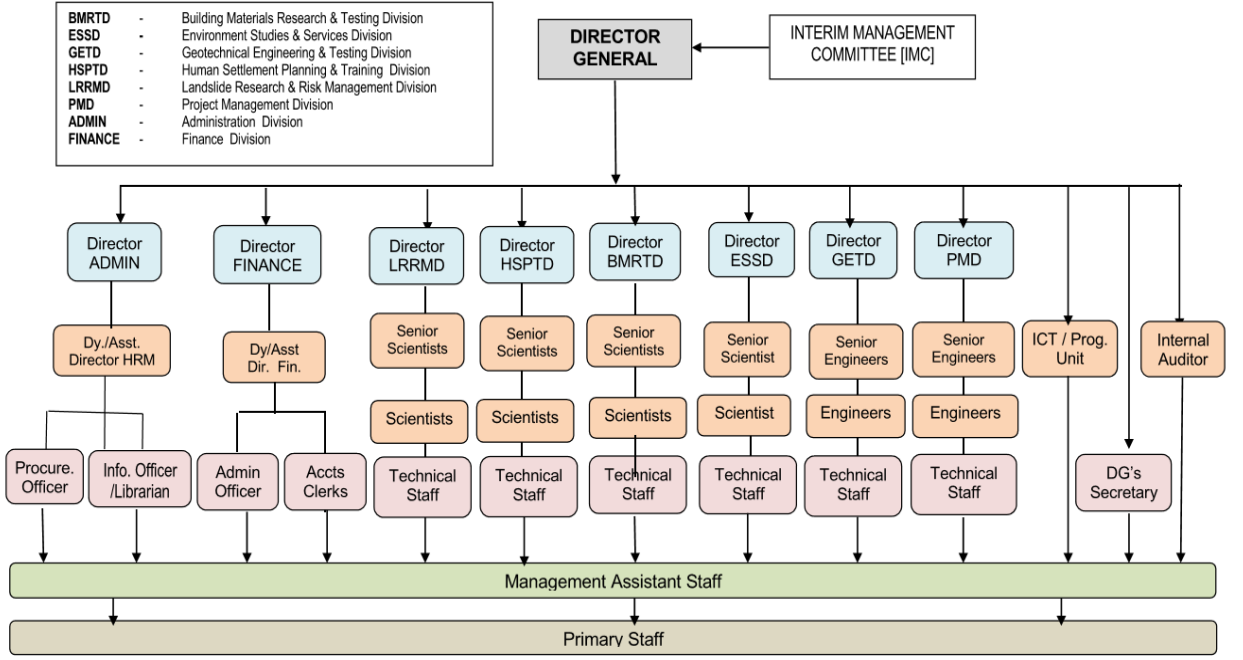 BMRTD - Building Materials Research & Testing Division
ESSD - Environment Studies & Services Division
GETD - Geotechnical Engineering & Testing Division
HSPTD - Human Settlement Planning & Training Division
LRRMD - Landslide Research & Risk Management Division
PMD - Project Management Division
ADMIN - Administration Division
FINANCE - Finance Division
DIRECTOR
GENERAL
INTERIM MANAGEMENT
COMMITTEE [IMC]
Director
ADMIN
Director
FINANCE
Director
LRRMD
Director
HSPTD
Director
BMRTD
Director
ESSD
Director
GETD
Director
PMD
Dy./Asst.
Director HRM
Dy/Asst
Dir. Fin.
Senior
Scientists
Senior
Scientists
Senior
Scientists
Senior
Scientist
Senior
Engineers
Senior
Engineers
ICT / Prog.
Unit
Internal
Auditor
Scientists
Scientists
Scientists
Scientist
Engineers
Engineers
Procure.
Officer
Info. Officer
/Librarian
Admin
Officer
Accts
Clerks
Technical
Staff
Technical
Staff
Technical
Staff
Technical
Staff
Technical
Staff
Technical
Staff
DG's
Secretary
Management Assistant Staff
Primary Staff